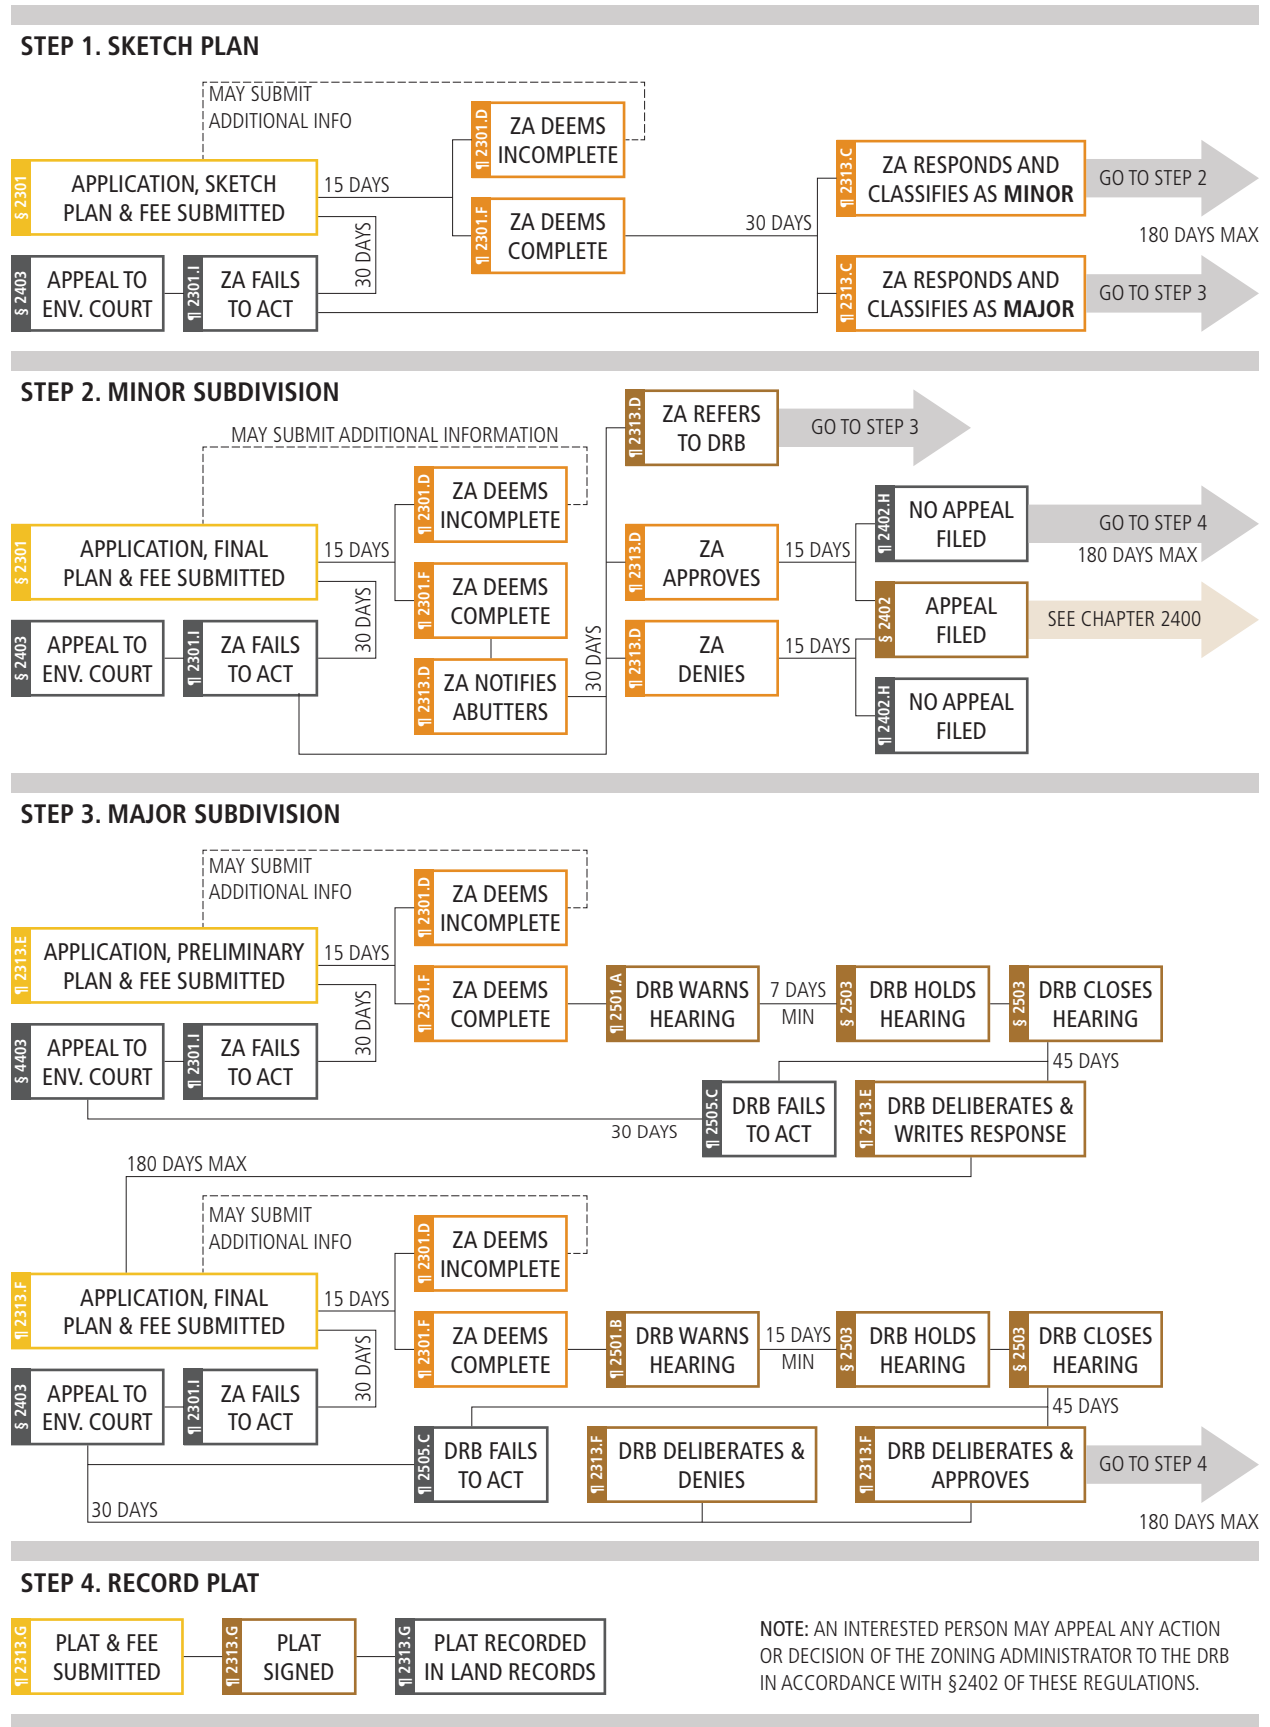 STEP 1. SKETCH PLAN
MAY SUBMIT
ADDITIONAL INFO
§ 2301
APPLICATION, SKETCH
PLAN & FEE SUBMITTED
15 DAYS
30 DAYS
¶ 2301.D
ZA DEEMS
INCOMPLETE
¶ 2301.F
ZA DEEMS
COMPLETE
30 DAYS
¶ 2313.C
ZA RESPONDS AND
CLASSIFIES AS MINOR
GO TO STEP 2
180 DAYS MAX
§ 2403
APPEAL TO
ENV. COURT
¶ 2301.I
ZA FAILS
TO ACT
¶ 2313.C
ZA RESPONDS AND
CLASSIFIES AS MAJOR
GO TO STEP 3
STEP 2. MINOR SUBDIVISION
MAY SUBMIT ADDITIONAL INFORMATION
¶ 2313.D
ZA REFERS
TO DRB
GO TO STEP 3
§ 2301
APPLICATION, FINAL
PLAN & FEE SUBMITTED
15 DAYS
30 DAYS
¶ 2301.D
ZA DEEMS
INCOMPLETE
¶ 2301.F
ZA DEEMS
COMPLETE
¶ 2313.D
ZA NOTIFIES
ABUTTERS
30 DAYS
¶ 2313.D
ZA
APPROVES
15 DAYS
¶ 2402.H
NO APPEAL
FILED
GO TO STEP 4
180 DAYS MAX
§ 2402
APPEAL
FILED
SEE CHAPTER 2400
§ 2403
APPEAL TO
ENV. COURT
¶ 2301.I
ZA FAILS
TO ACT
¶ 2313.D
ZA
DENIES
15 DAYS
¶ 2402.H
NO APPEAL
FILED
STEP 3. MAJOR SUBDIVISION
MAY SUBMIT
ADDITIONAL INFO
¶ 2313.E
APPLICATION, PRELIMINARY
PLAN & FEE SUBMITTED
15 DAYS
30 DAYS
¶ 2301.D
ZA DEEMS
INCOMPLETE
¶ 2301.F
ZA DEEMS
COMPLETE
¶ 2501.A
DRB WARNS
HEARING
7 DAYS
MIN
§ 2503
DRB HOLDS
HEARING
§ 2503
DRB CLOSES
HEARING
45 DAYS
§ 4403
APPEAL TO
ENV. COURT
¶ 2301.I
ZA FAILS
TO ACT
30 DAYS
¶ 2505.C
DRB FAILS
TO ACT
¶ 2313.E
DRB DELIBERATES &
WRITES RESPONSE
180 DAYS MAX
MAY SUBMIT
ADDITIONAL INFO
¶ 2313.F
APPLICATION, FINAL
PLAN & FEE SUBMITTED
15 DAYS
30 DAYS
¶ 2301.D
ZA DEEMS
INCOMPLETE
¶ 2301.F
ZA DEEMS
COMPLETE
¶ 2501.B
DRB WARNS
HEARING
15 DAYS
MIN
§ 2503
DRB HOLDS
HEARING
§ 2503
DRB CLOSES
HEARING
45 DAYS
§ 2403
APPEAL TO
ENV. COURT
¶ 2301.I
ZA FAILS
TO ACT
¶ 2505.C
DRB FAILS
TO ACT
¶ 2313.F
DRB DELIBERATES &
DENIES
¶ 2313.F
DRB DELIBERATES &
APPROVES
GO TO STEP 4
30 DAYS
180 DAYS MAX
STEP 4. RECORD PLAT
¶ 2313.G
PLAT & FEE
SUBMITTED
¶ 2313.G
PLAT
SIGNED
¶ 2313.G
PLAT RECORDED
IN LAND RECORDS
NOTE: AN INTERESTED PERSON MAY APPEAL ANY ACTION
OR DECISION OF THE ZONING ADMINISTRATOR TO THE DRB
IN ACCORDANCE WITH §2402 OF THESE REGULATIONS.